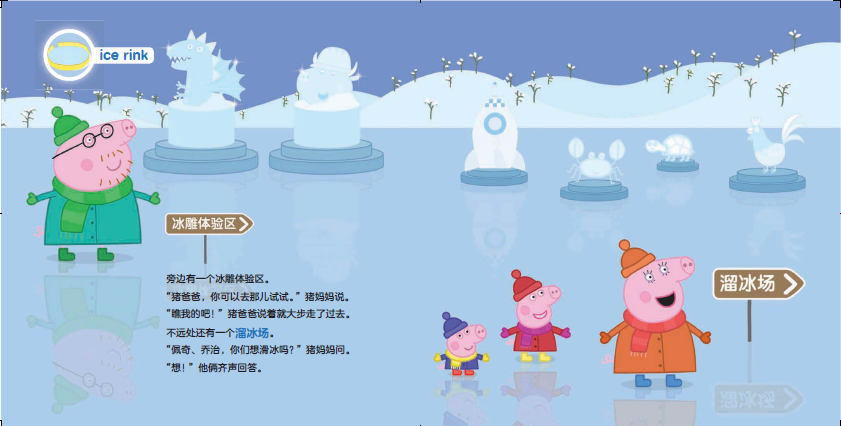 ice rink
冰雕体验区
旁边有一个冰雕体验区。
“猪爸爸，你可以去那儿试试。”猪妈妈说。
“瞧我的吧！”猪爸爸说着就大步走了过去。
不远处还有一个溜冰场。
“佩奇、乔治，你们想滑冰吗？”猪妈妈问。
“想！”他俩齐声回答。
溜冰场